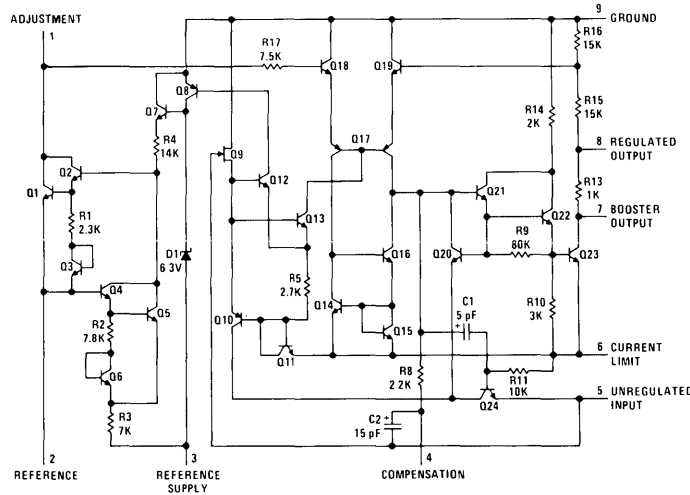 ADJUSTMENT
1
9
GROUND
R16
15K
R17
7.5K
Q18
Q19
Q8
Q7
R4
14K
Q17
R14
2K
R15
15K
8
REGULATED
OUTPUT
Q9
Q12
Q2
Q1
Q21
R13
1K
7
BOOSTER
OUTPUT
Q13
Q22
R1
2.3K
R9
80K
D1
6.3V
Q16
Q20
Q23
Q3
R5
2.7K
Q4
Q14
C1
5 pF
R10
3K
Q5
Q10
Q15
R2
7.8K
6
CURRENT
LIMIT
Q11
R8
2.2K
R11
10K
Q6
5
UNREGULATED
INPUT
Q24
R3
7K
C2
15 pF
2
3
4
REFERENCE
REFERENCE
SUPPLY
COMPENSATION